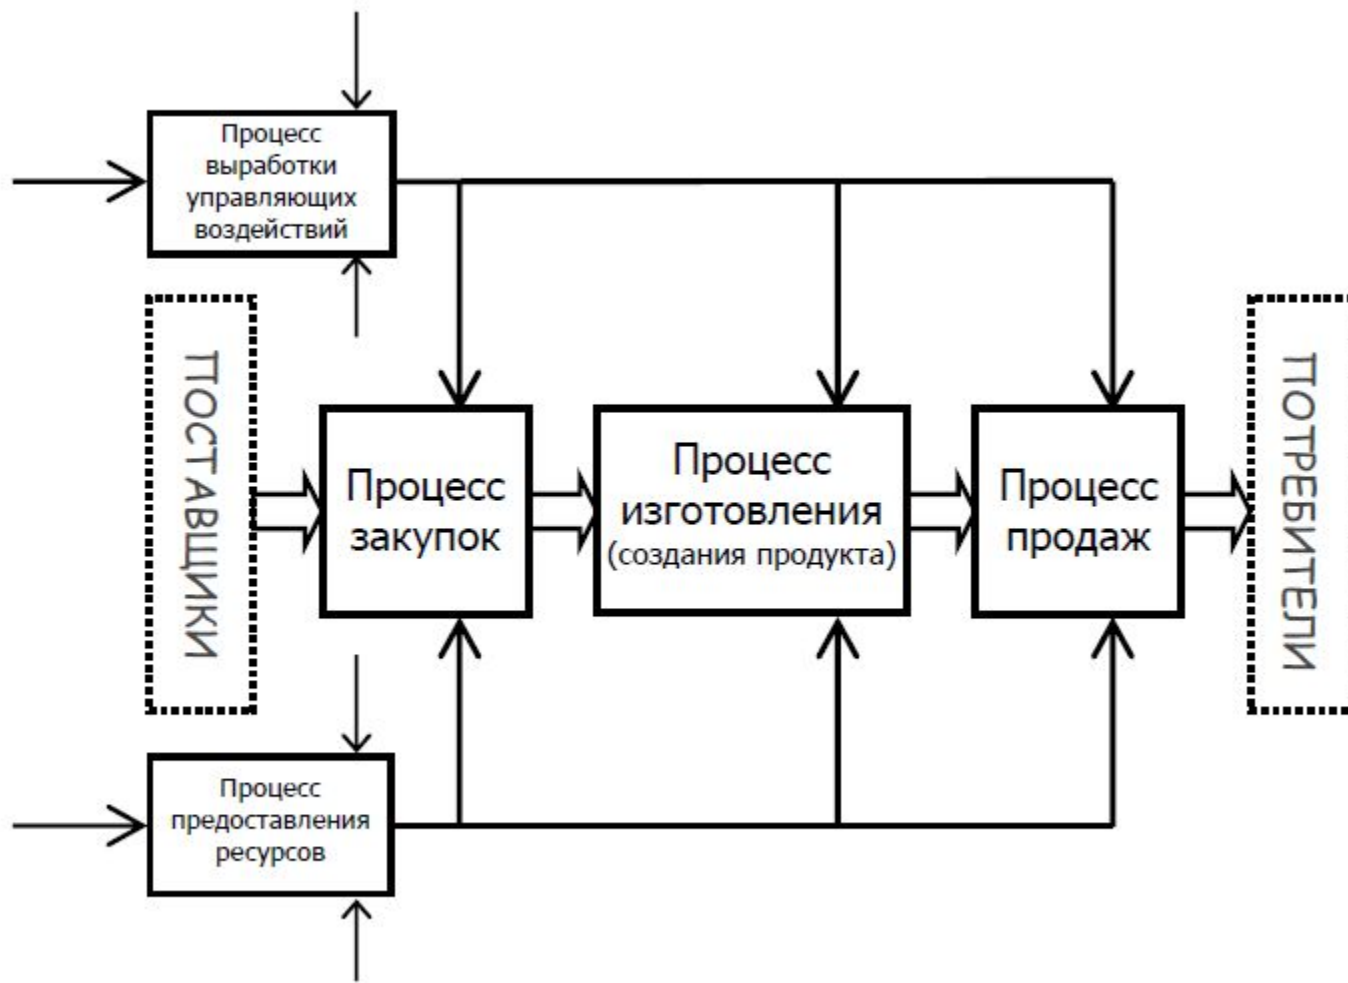 Процесс
выработки
управляющих
воздействий
ПОСТАВЩИКИ
Процесс
закупок
Процесс
изготовления
(создания продукта)
Процесс
продаж
ПОТРЕБИТЕЛИ
Процесс
предоставления
ресурсов